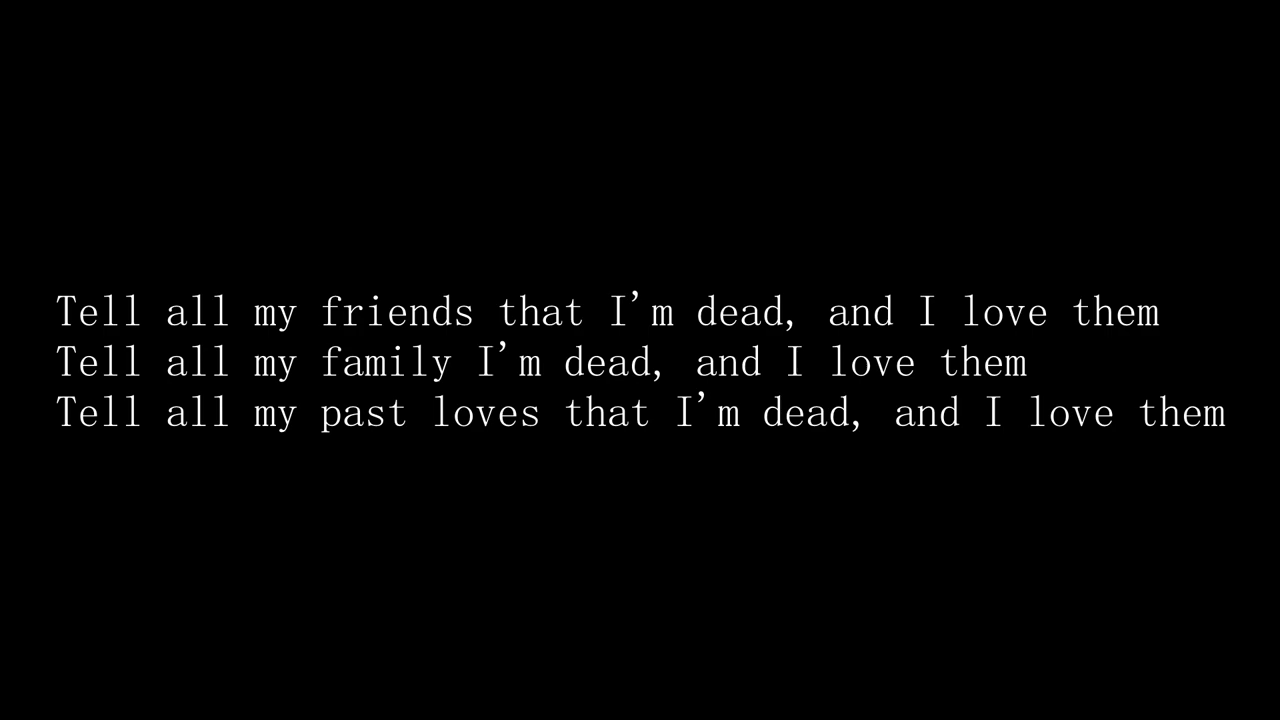 Tell all my friends that I'm dead, and I love them
Tell all my family I'm dead, and I love them
Tell all my past loves that I'm dead, and I love them